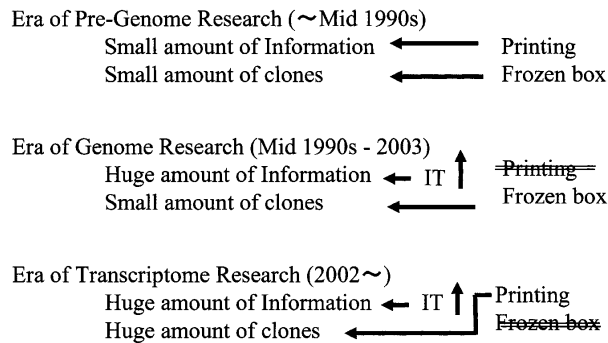 Era of Pre-Genome Research (～Mid 1990s)
Small amount of Information Printing
Small amount of clones Frozen box
Era of Genome Research (Mid 1990s - 2003)
Huge amount of Information IT Printing
Small amount of clones Frozen box
Era of Transcriptome Research (2002～)
Huge amount of Information IT Printing
Huge amount of clones Frozen box